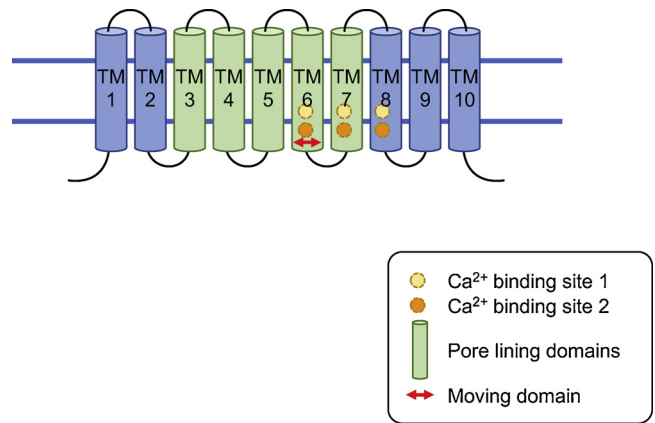 TM TM TM TM TM TM TM TM TM TM
1 2 3 4 5 6 7 8 9 10
Ca²⁺ binding site 1
Ca²⁺ binding site 2
Pore lining domains
Moving domain